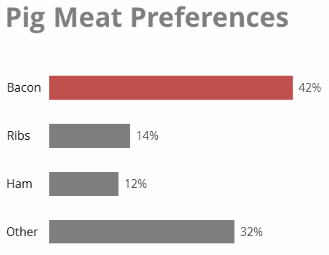 Pig Meat Preferences
Bacon 42%
Ribs 14%
Ham 12%
Other 32%